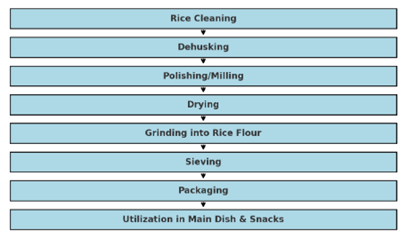 Rice Cleaning
Dehusking
Polishing/Milling
Drying
Grinding into Rice Flour
Sieving
Packaging
Utilization in Main Dish & Snacks